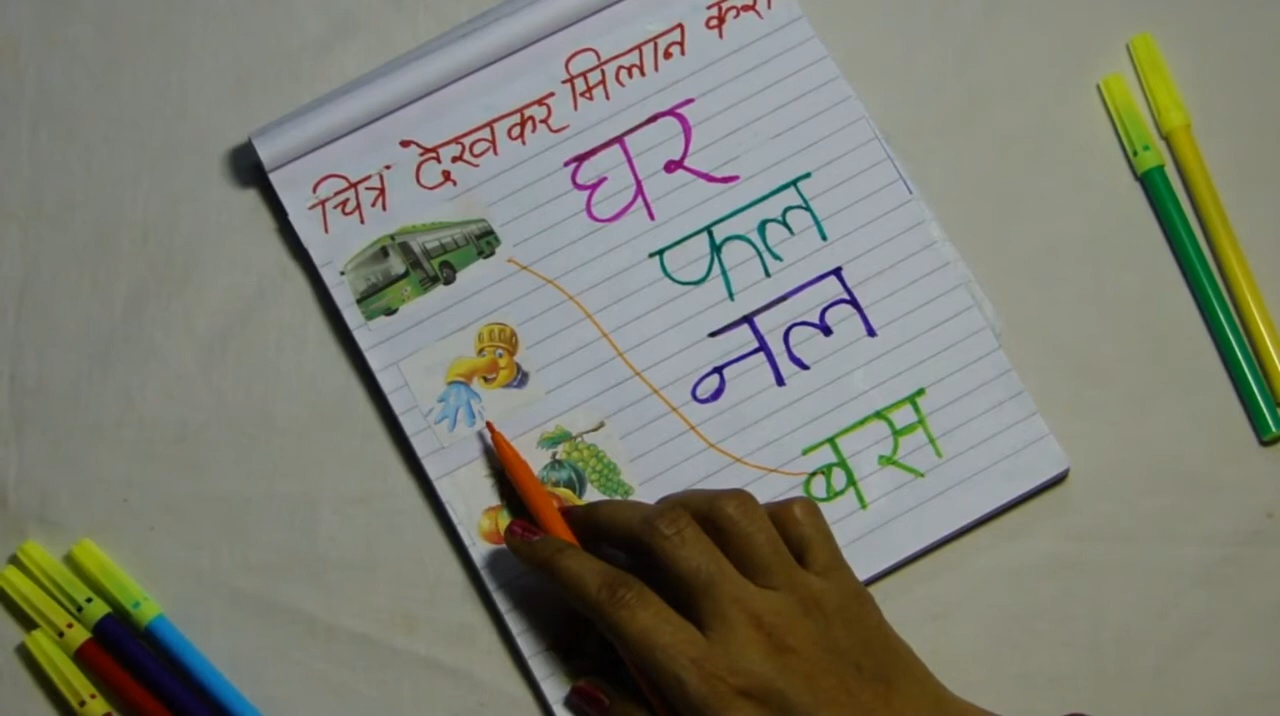 चित्र देखकर मिलान करो
घर
फल
नल
बस